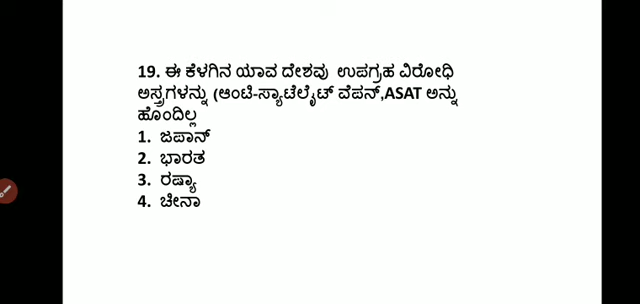 19. ಈ ಕೆಳಗಿನ ಯಾವ ದೇಶವು ಉಪಗ್ರಹ ವಿರೋಧಿ
ಅಸ್ತ್ರಗಳನ್ನು (ಆಂಟಿ-ಸ್ಯಾಟೆಲೈಟ್ ವೆಪನ್,ASAT ಅನ್ನು
ಹೊಂದಿಲ್ಲ
1. ಜಪಾನ್
2. ಭಾರತ
3. ರಷ್ಯಾ
4. ಚೀನಾ